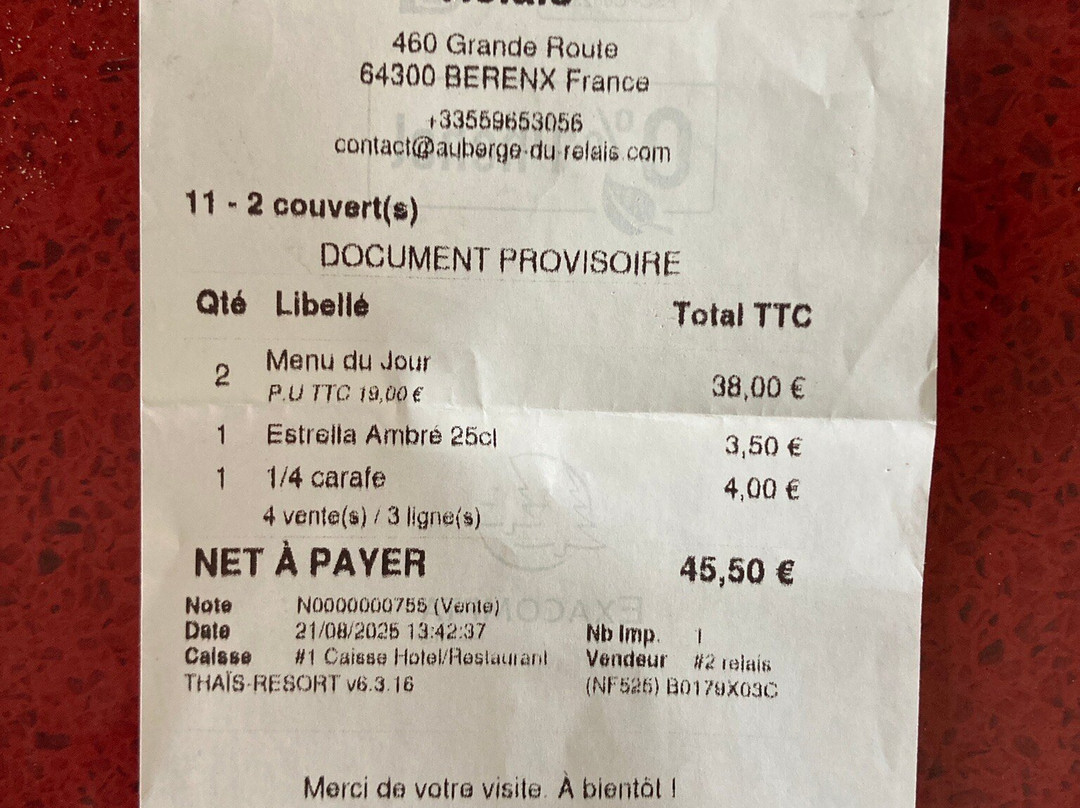 460 Grande Route
64300 BERENX France
+33559653056
contact@auberge-du-relais.com
11 - 2 couvert(s)
DOCUMENT PROVISOIRE
Qté Libellé Total TTC
2 Menu du Jour 38,00 €
P.U TTC 19,00 €
1 Estrella Ambré 25cl 3,50 €
1 1/4 carafe 4,00 €
4 vente(s) / 3 ligne(s)
NET À PAYER 45,50 €
Note N0000000755 (Vente)
Date 21/08/2025 13:42:37 Nb Imp. 1
Caisse #1 Caisse Hotel/Restaurant Vendeur #2 relais
THAÏS-RESORT v6.3.16 (NF525) B0179X03C
Merci de votre visite. À bientôt !